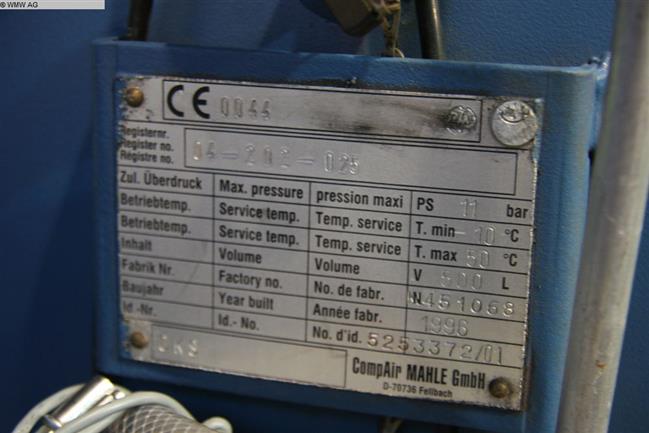 © WMW AG
CE 0044
Registernr.
Register no.
Régistre no. 04-202-025
Zul. Überdruck Max. pressure pression maxi PS 11 bar
Betriebtemp. Service temp. Temp. service T. min -10 °C
Betriebtemp. Service temp. Temp. service T. max 50 °C
Inhalt Volume Volume V 500 L
Fabrik Nr. Factory no. No. de fabr. N451068
Baujahr Year built Année fabr. 1996
Id.-Nr. Id.- No. No. d'id. 5253372/01
CompAir MAHLE GmbH
D-70736 Fellbach